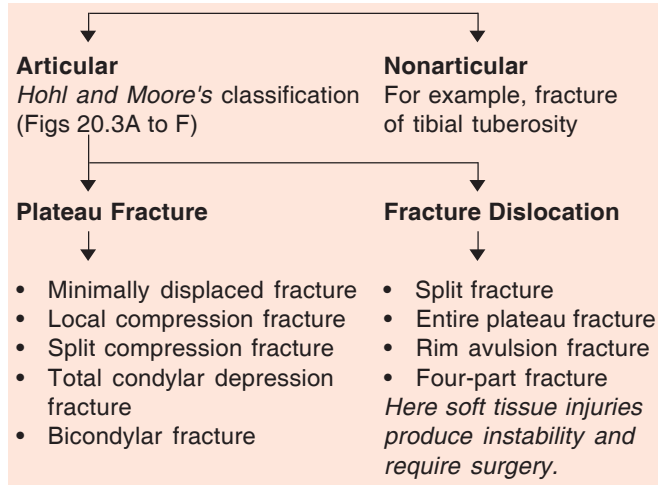 Articular
Hohl and Moore's classification
(Figs 20.3A to F)
Nonarticular
For example, fracture
of tibial tuberosity
Plateau Fracture
• Minimally displaced fracture
• Local compression fracture
• Split compression fracture
• Total condylar depression
fracture
• Bicondylar fracture
Fracture Dislocation
• Split fracture
• Entire plateau fracture
• Rim avulsion fracture
• Four-part fracture
Here soft tissue injuries
produce instability and
require surgery.